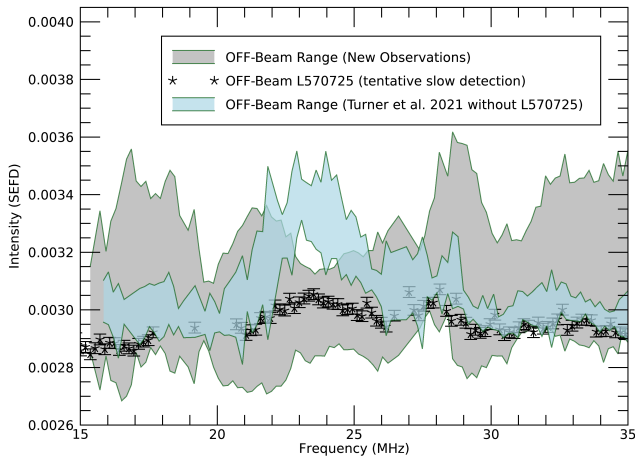 0.0040
0.0038
0.0036
0.0034
0.0032
0.0030
0.0028
0.0026
Intensity (SEFD)
OFF-Beam Range (New Observations)
OFF-Beam L570725 (tentative slow detection)
OFF-Beam Range (Turner et al. 2021 without L570725)
15 20 25 30 35
Frequency (MHz)